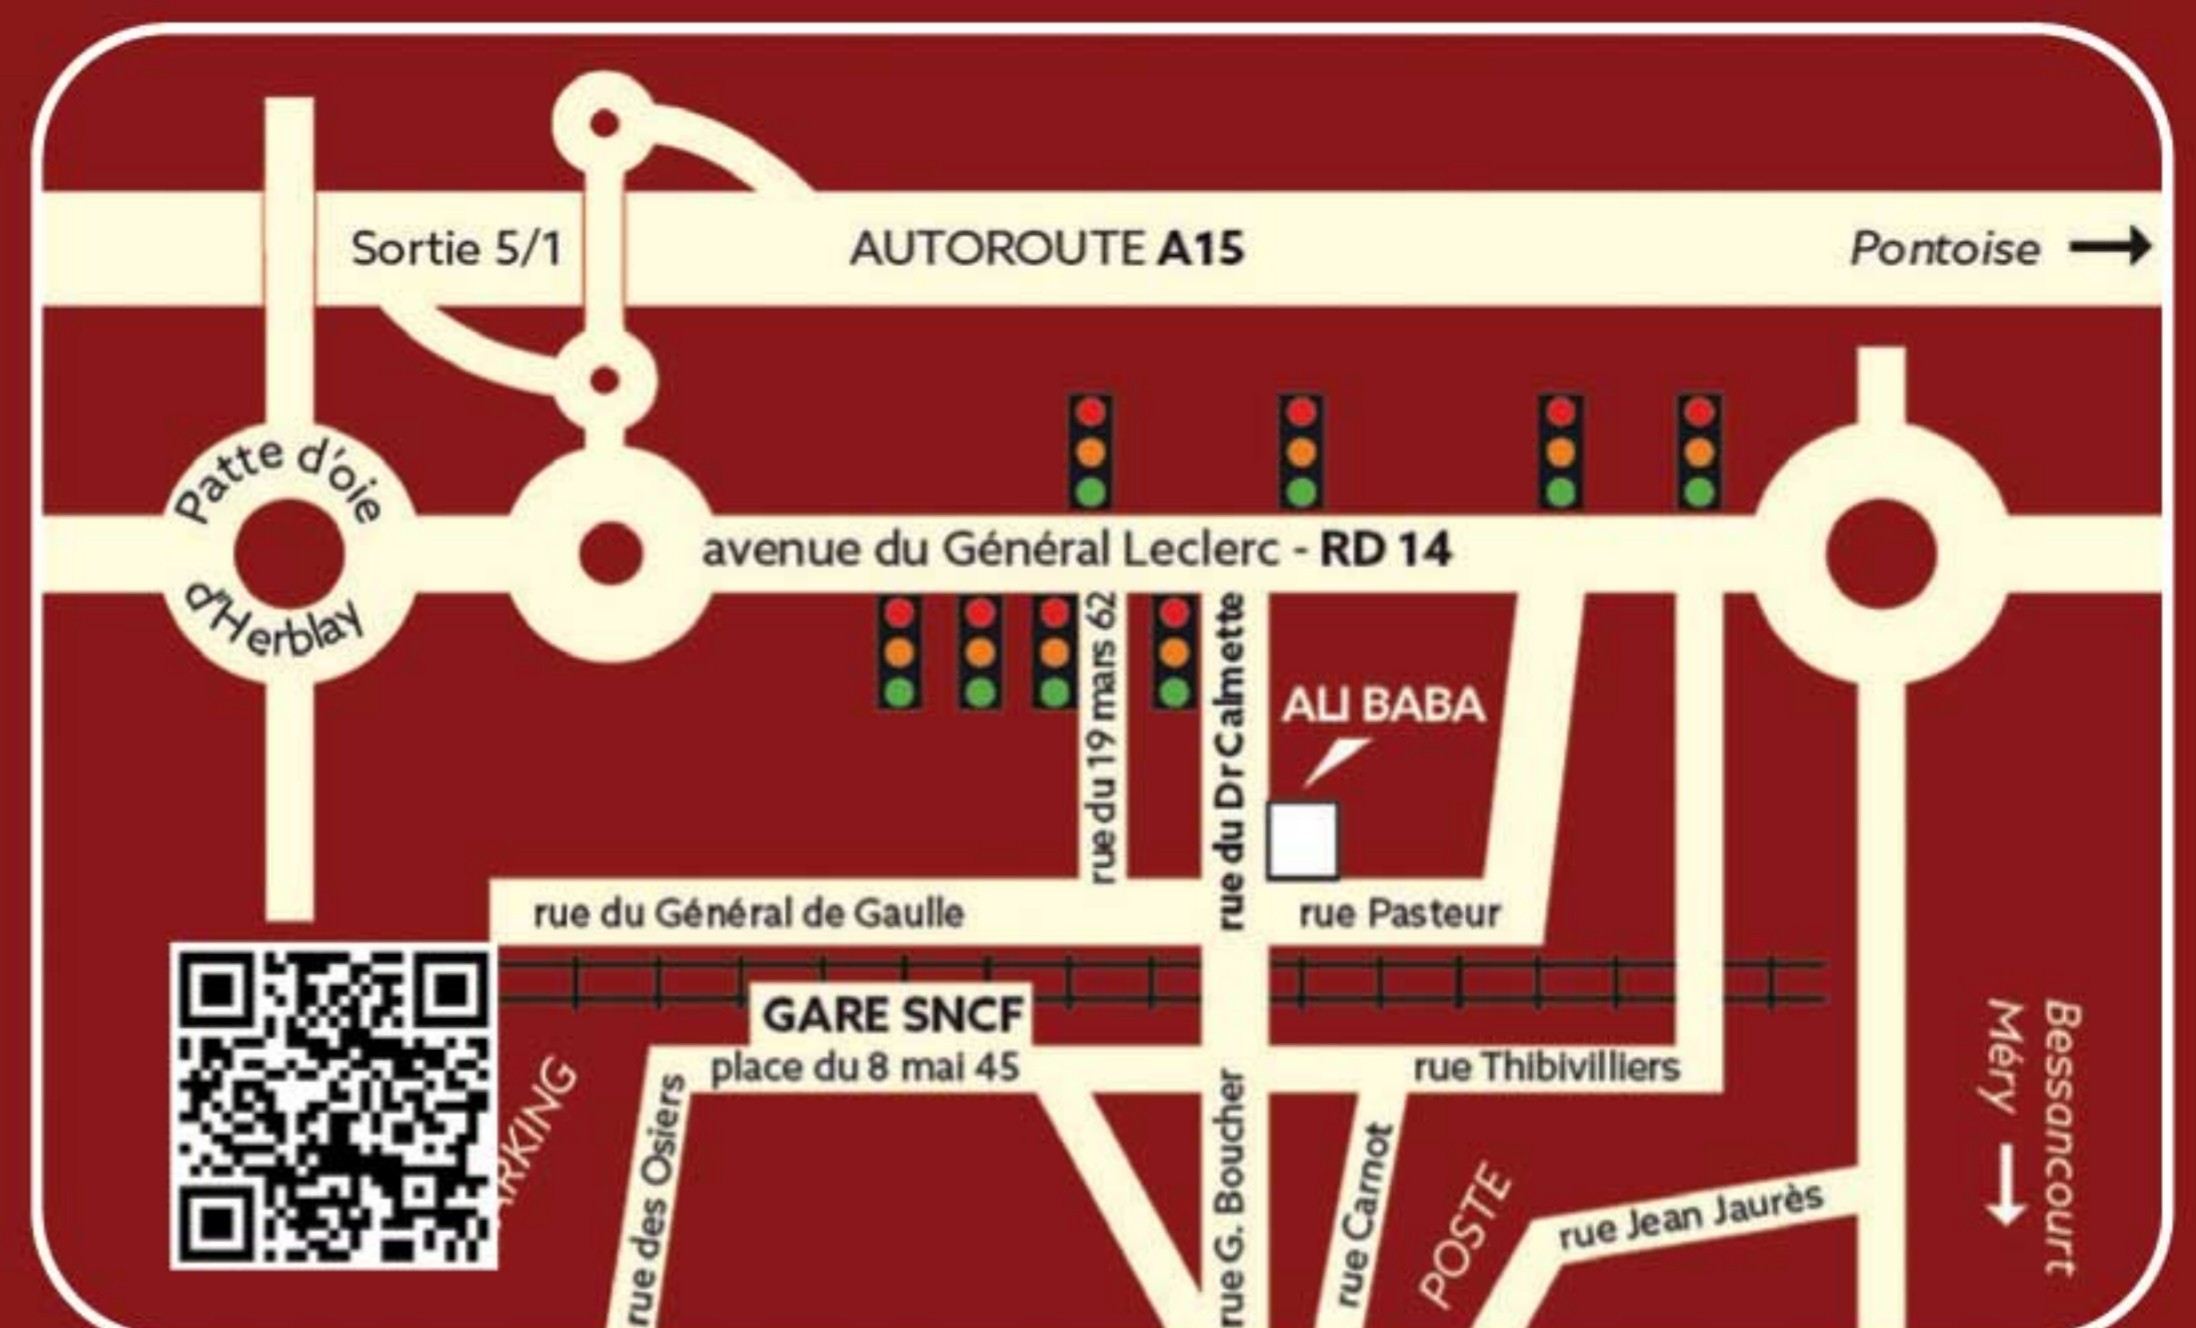 Sortie 5/1
AUTOROUTE A15
Pontoise
Patte d'oie
d'Herblay
avenue du Général Leclerc - RD 14
rue du 19 mars 62
rue du Dr Calmette
ALI BABA
rue du Général de Gaulle
rue Pasteur
GARE SNCF
place du 8 mai 45
rue Thibivilliers
ARKING
rue des Osiers
rue G. Boucher
rue Carnot
POSTE
rue Jean Jaurès
Bessancourt
Méry